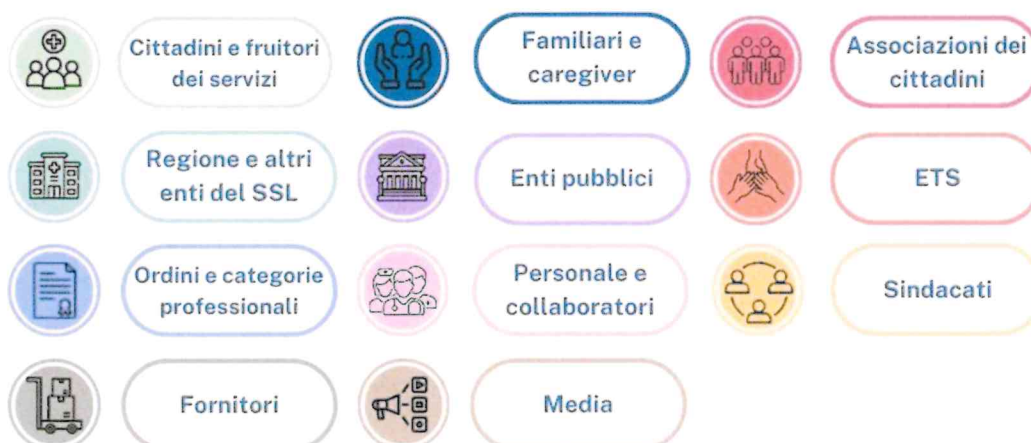 Cittadini e fruitori
dei servizi
Familiari e
caregiver
Associazioni dei
cittadini
Regione e altri
enti del SSL
Enti pubblici
ETS
Ordini e categorie
professionali
Personale e
collaboratori
Sindacati
Fornitori
Media